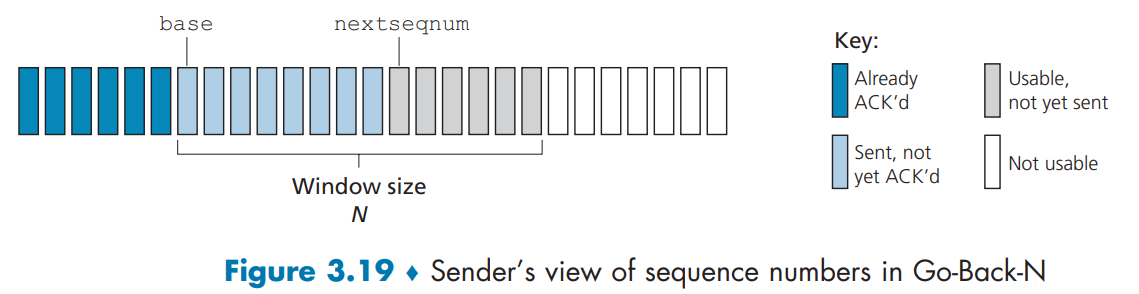 base
nextseqnum
Window size
N
Key:
Already
ACK’d
Usable,
not yet sent
Sent, not
yet ACK’d
Not usable
Figure 3.19 ♦ Sender’s view of sequence numbers in Go-Back-N